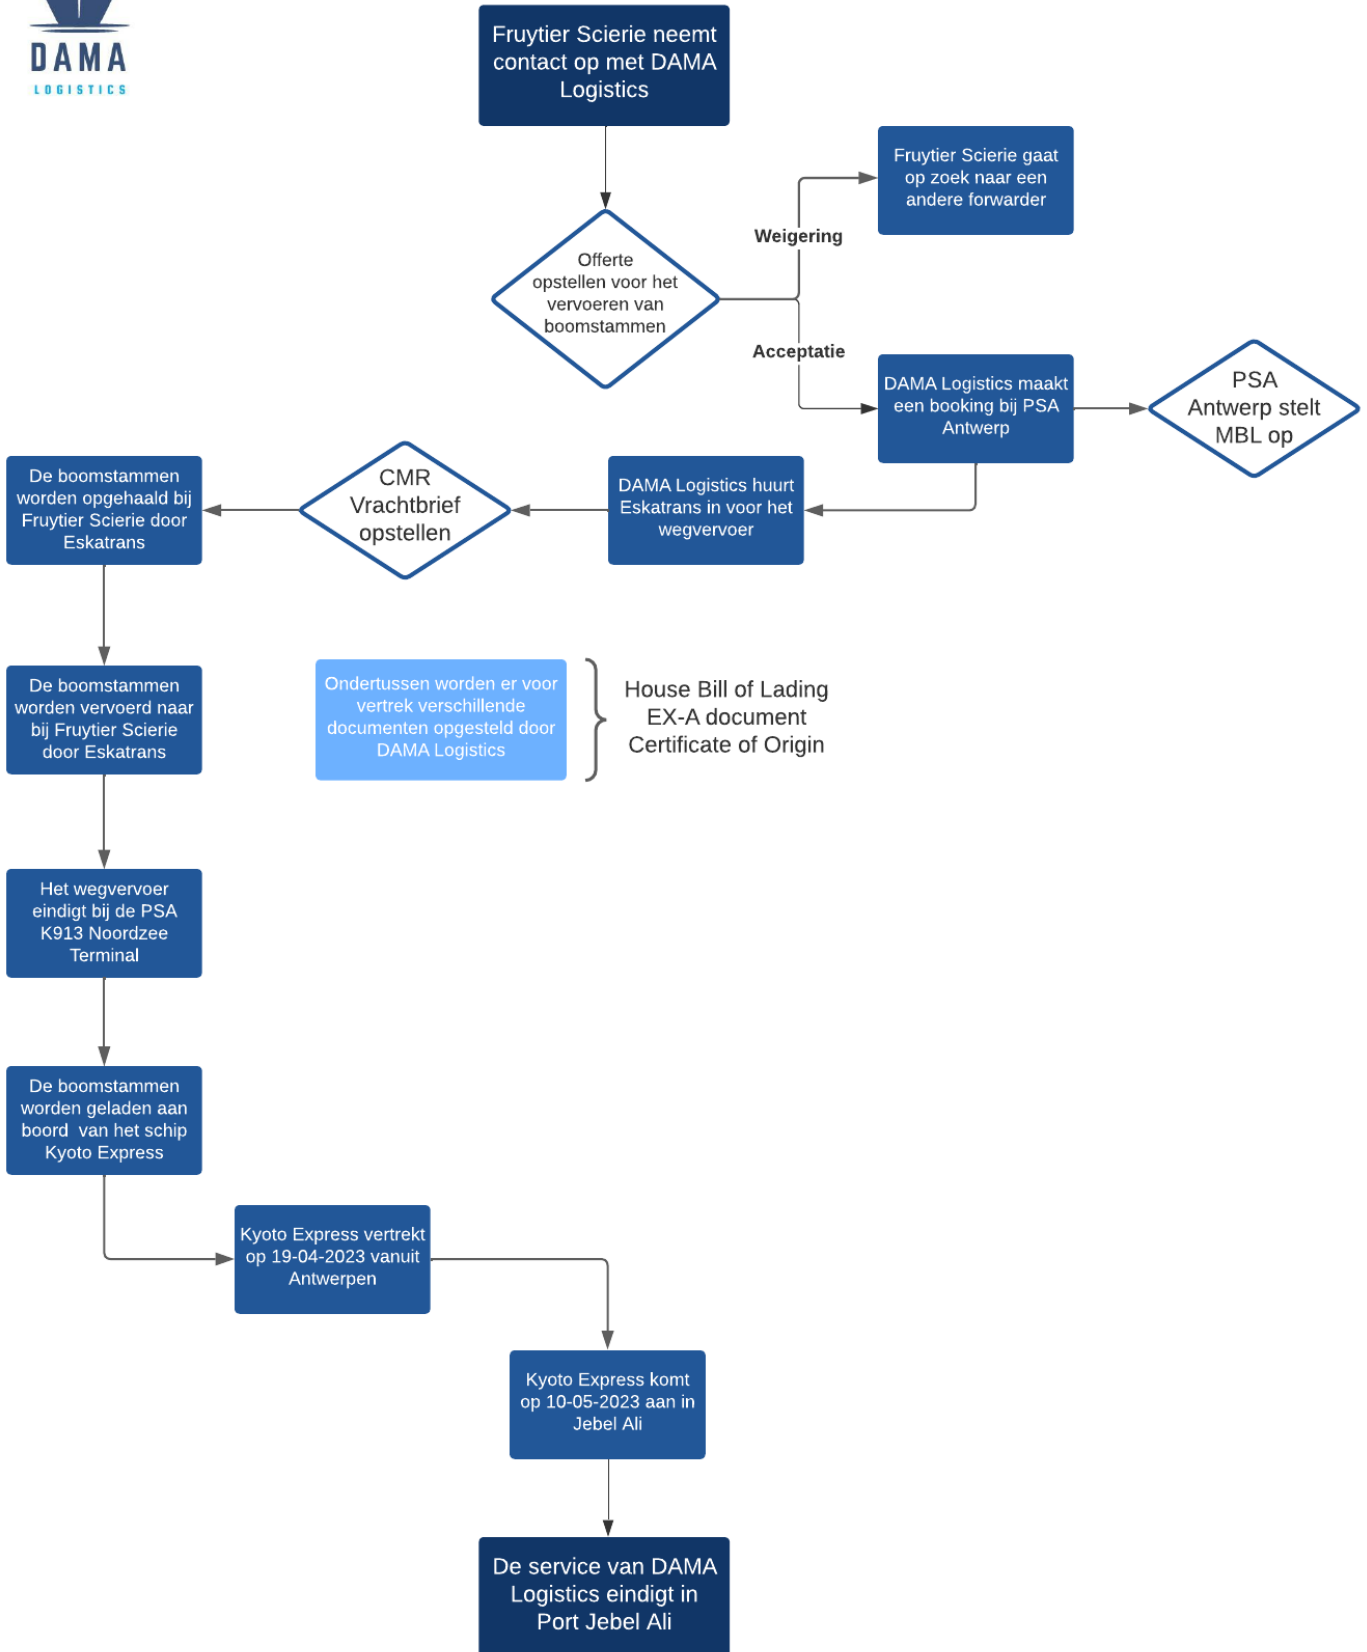 DAMA
LOGISTICS
Fruytier Scierie neemt
contact op met DAMA
Logistics
Fruytier Scierie gaat
op zoek naar een
andere forwarder
Weigering
Offerte
opstellen voor het
vervoeren van
boomstammen
Acceptatie
DAMA Logistics maakt
een booking bij PSA
Antwerp
PSA
Antwerp stelt
MBL op
DAMA Logistics huurt
Eskatrans in voor het
wegvervoer
CMR
Vrachtbrief
opstellen
De boomstammen
worden opgehaald bij
Fruytier Scierie door
Eskatrans
De boomstammen
worden vervoerd naar
bij Fruytier Scierie
door Eskatrans
Ondertussen worden er voor
vertrek verschillende
documenten opgesteld door
DAMA Logistics
House Bill of Lading
EX-A document
Certificate of Origin
Het wegvervoer
eindigt bij de PSA
K913 Noordzee
Terminal
De boomstammen
worden geladen aan
boord  van het schip
Kyoto Express
Kyoto Express vertrekt
op 19-04-2023 vanuit
Antwerpen
Kyoto Express komt
op 10-05-2023 aan in
Jebel Ali
De service van DAMA
Logistics eindigt in
Port Jebel Ali